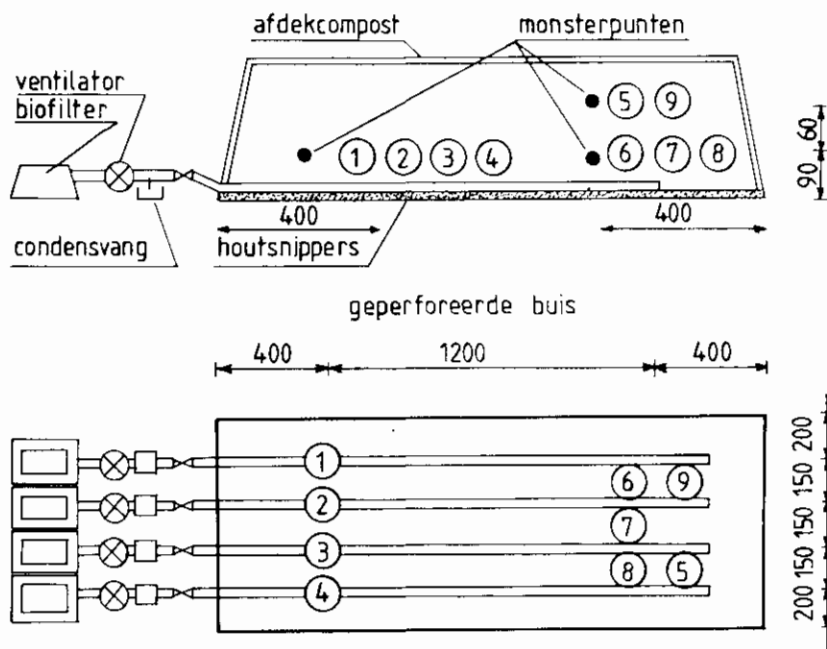 afdekcompost
monsterpunten
ventilator
biofilter
5 9
1 2 3 4
6 7 8
60
90
400
400
condensvang
houtsnippers
geperforeerde buis
400 1200 400
1
2
3
4
6 9
7
8 5
200
150
150
150
200